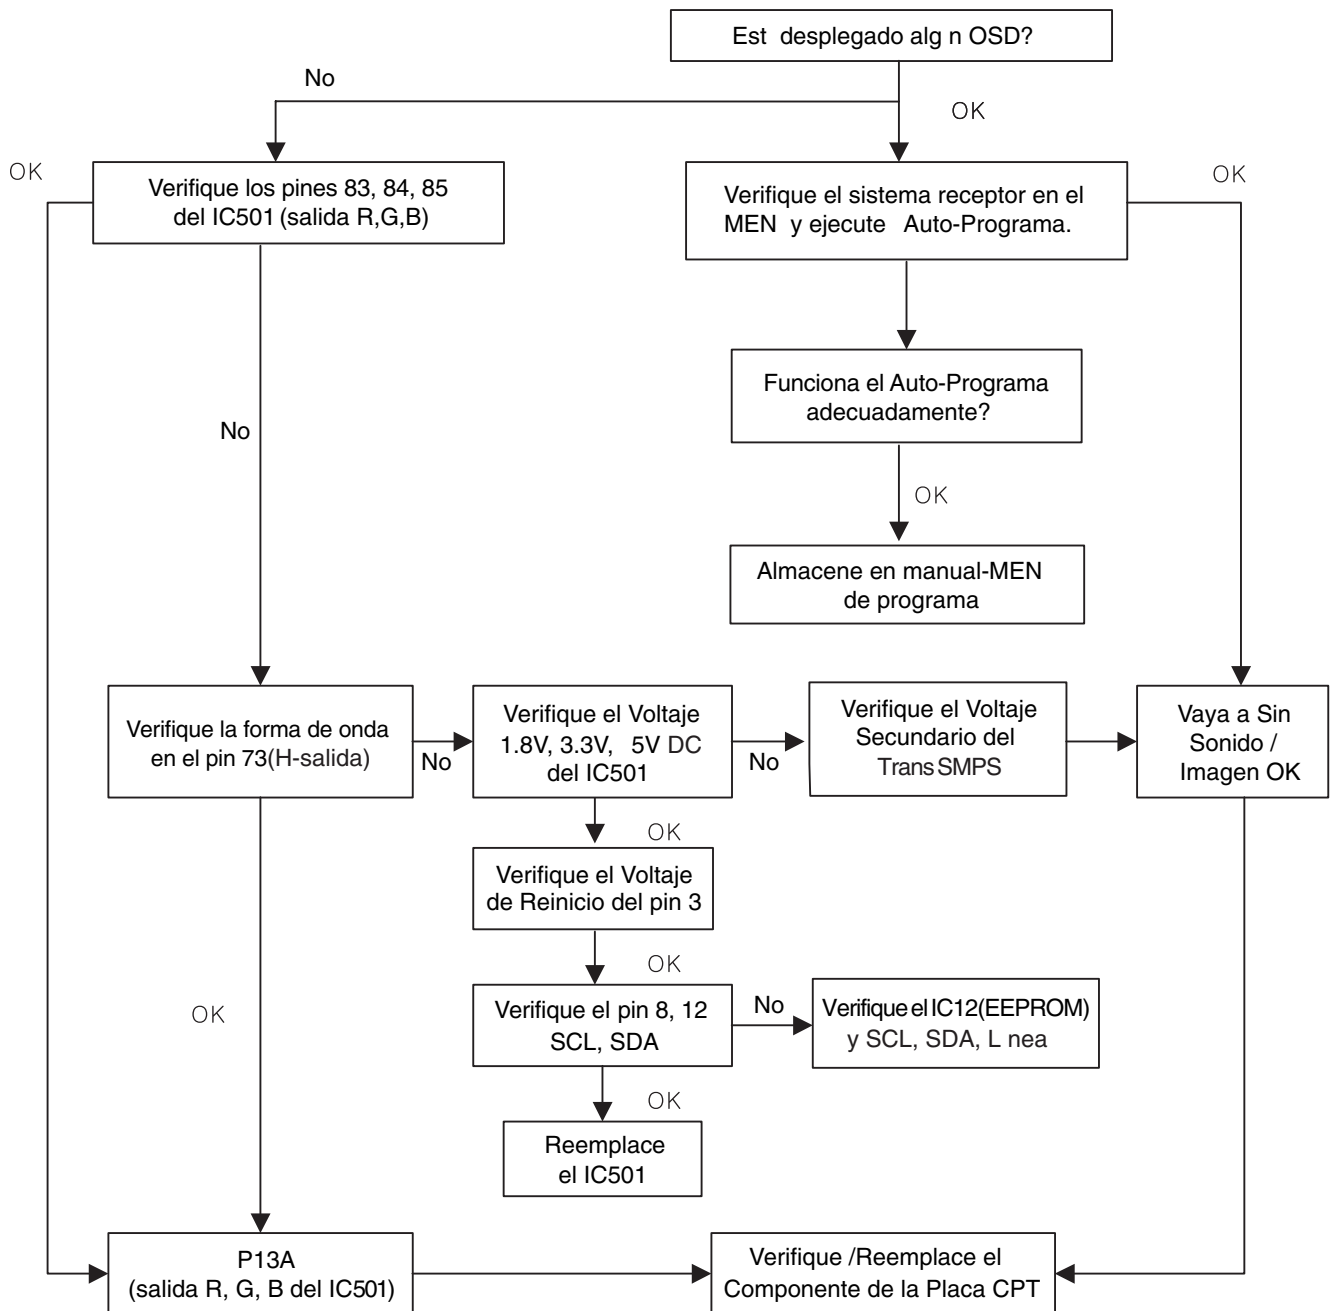 Est desplegado alg n OSD?
No
OK
OK
Verifique los pines 83, 84, 85
del IC501 (salida R,G,B)
Verifique el sistema receptor en el
MEN y ejecute Auto-Programa.
OK
Funciona el Auto-Programa
adecuadamente?
No
OK
Almacene en manual-MEN
de programa
Verifique la forma de onda
en el pin 73(H-salida)
No
Verifique el Voltaje
1.8V, 3.3V, 5V DC
del IC501
No
Verifique el Voltaje
Secundario del
Trans SMPS
Vaya a Sin
Sonido /
Imagen OK
OK
Verifique el Voltaje
de Reinicio del pin 3
OK
Verifique el pin 8, 12
SCL, SDA
No
Verifique el IC12(EEPROM)
y SCL, SDA, L nea
OK
OK
Reemplace
el IC501
P13A
(salida R, G, B del IC501)
Verifique /Reemplace el
Componente de la Placa CPT